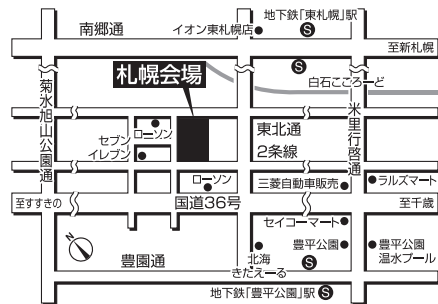 地下鉄「東札幌」駅
南郷通
イオン東札幌店
S
至新札幌
札幌会場
S
白石こころーど
菊水旭山公園通
米里行啓通
ローソン
東北通
セブン
イレブン
2条線
ローソン
三菱自動車販売
ラルズマート
至すすきの
国道36号
至千歳
N
セイコーマート
豊園通
豊平公園
豊平公園
温水プール
北海
きたえーる
S
地下鉄「豊平公園」駅
S